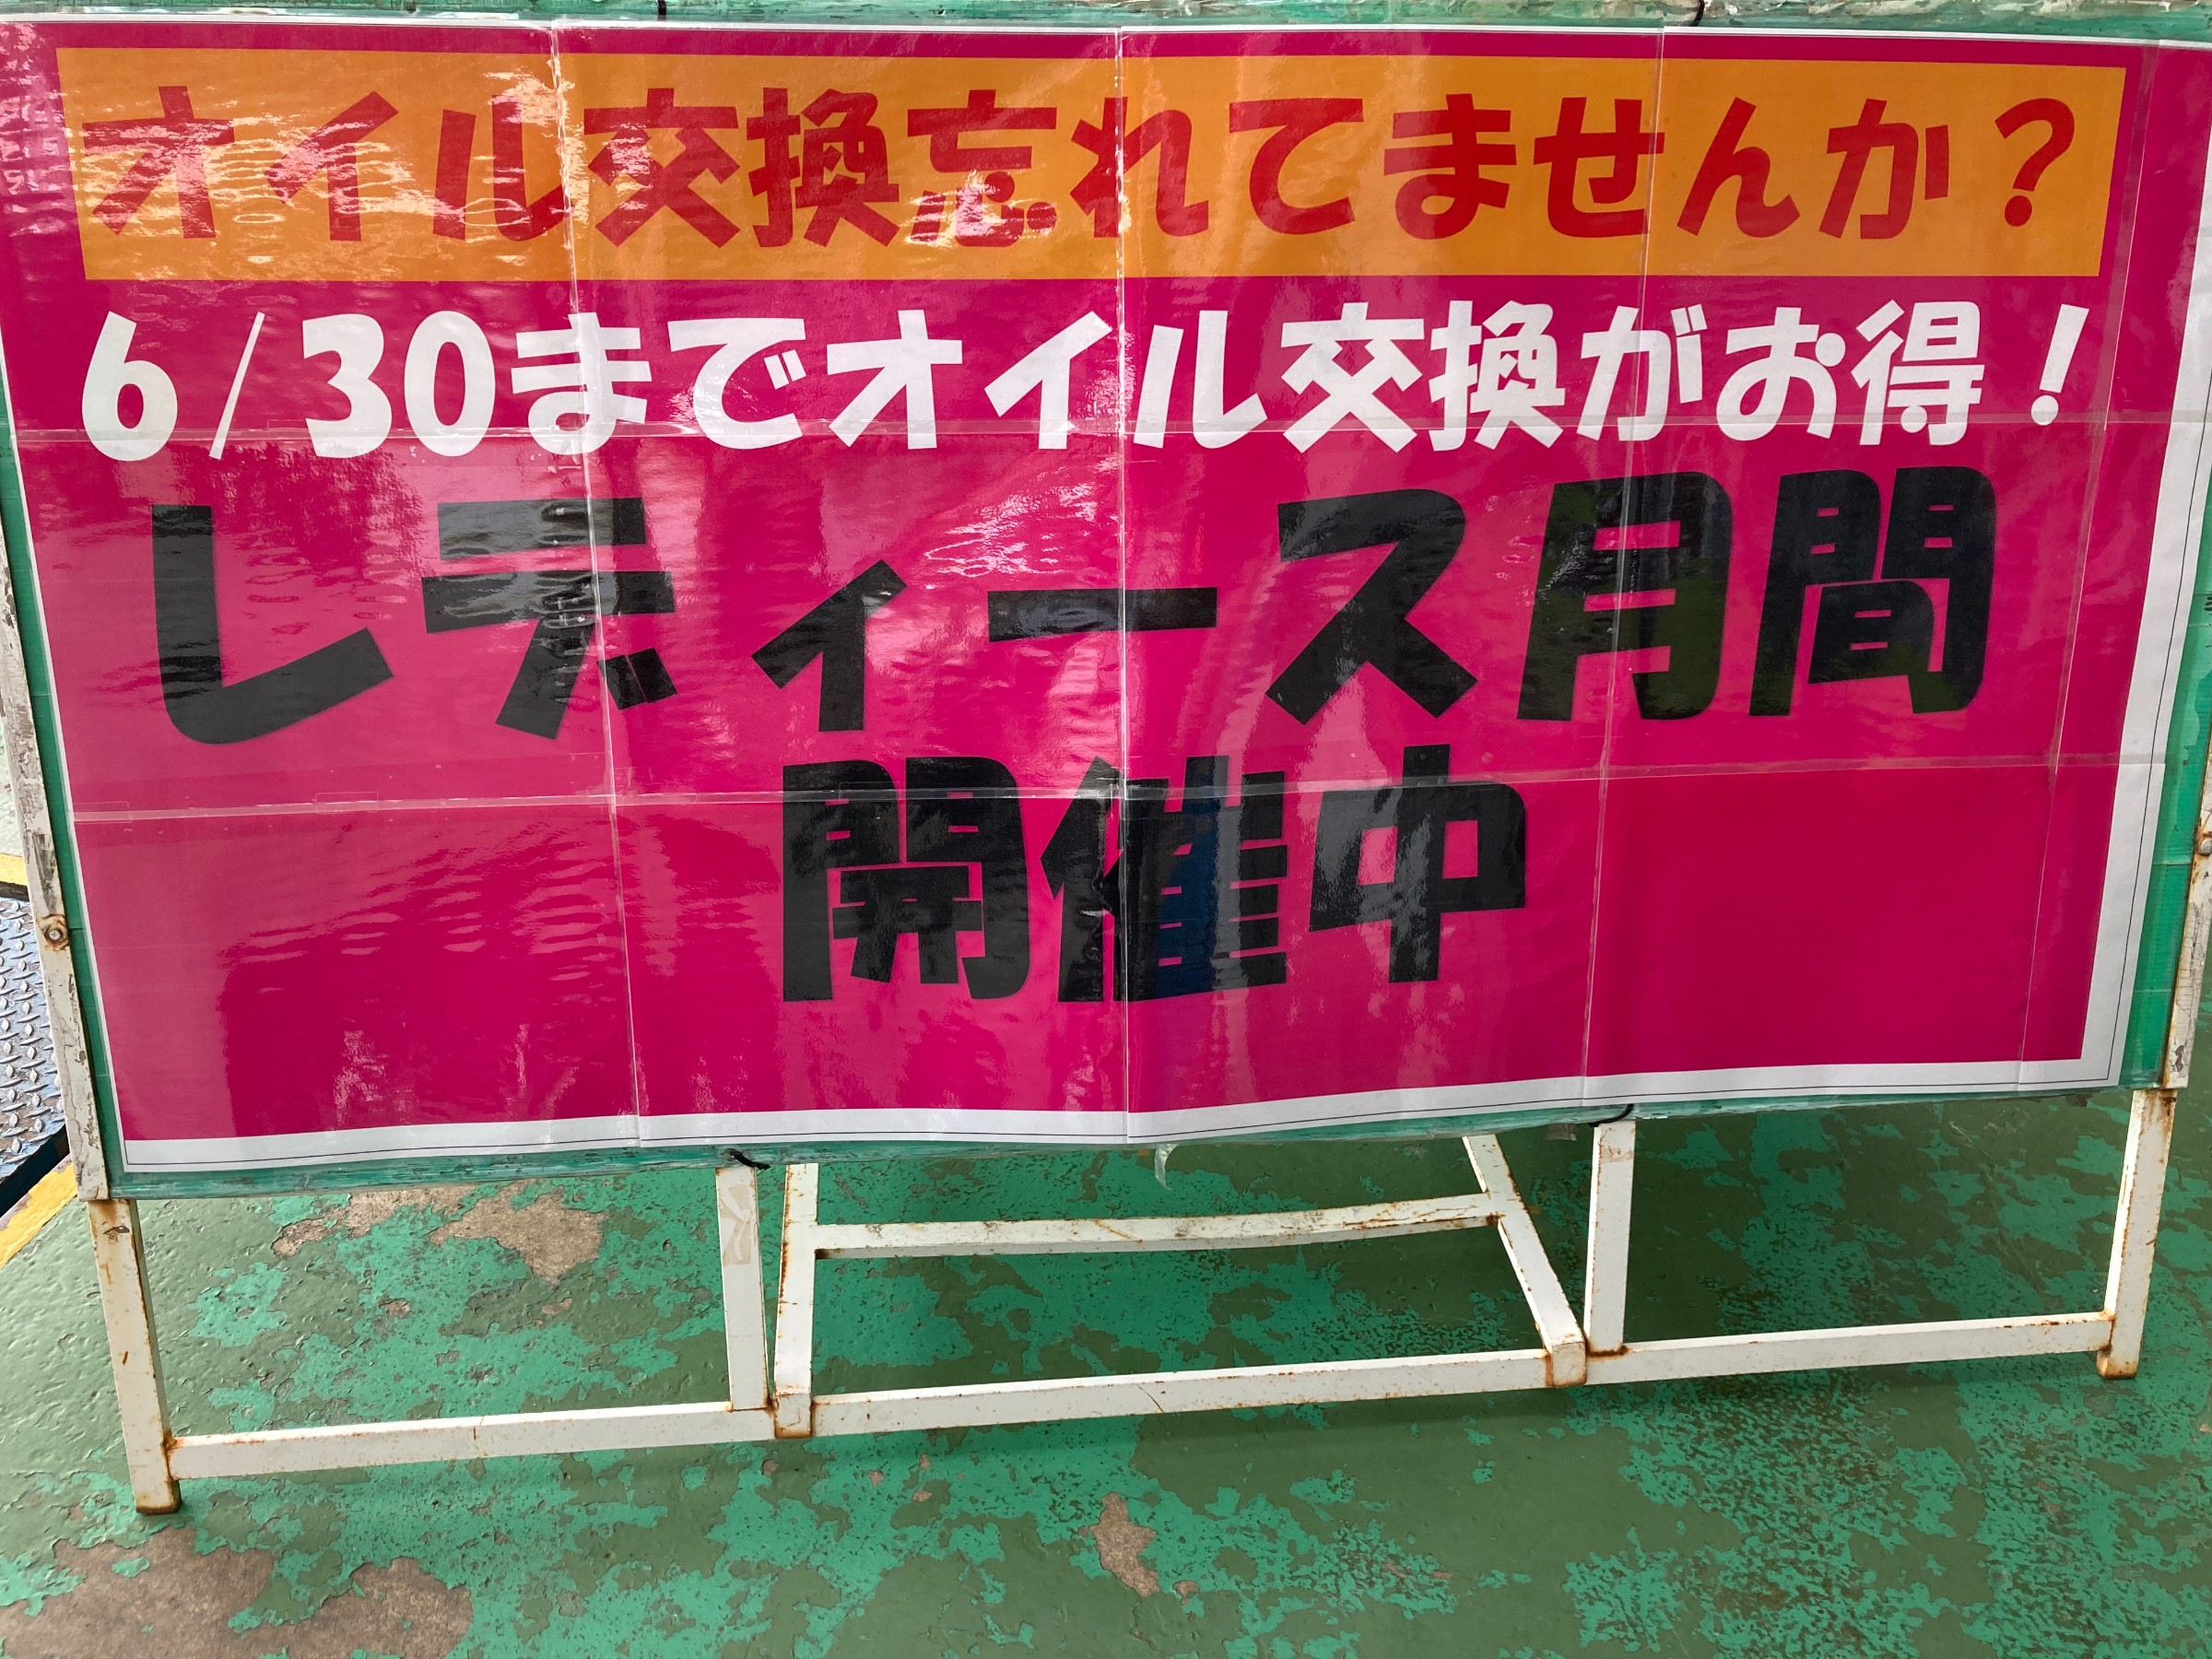 オイル交換忘れてませんか？
6/30までオイル交換がお得！
レディース月間
開催中